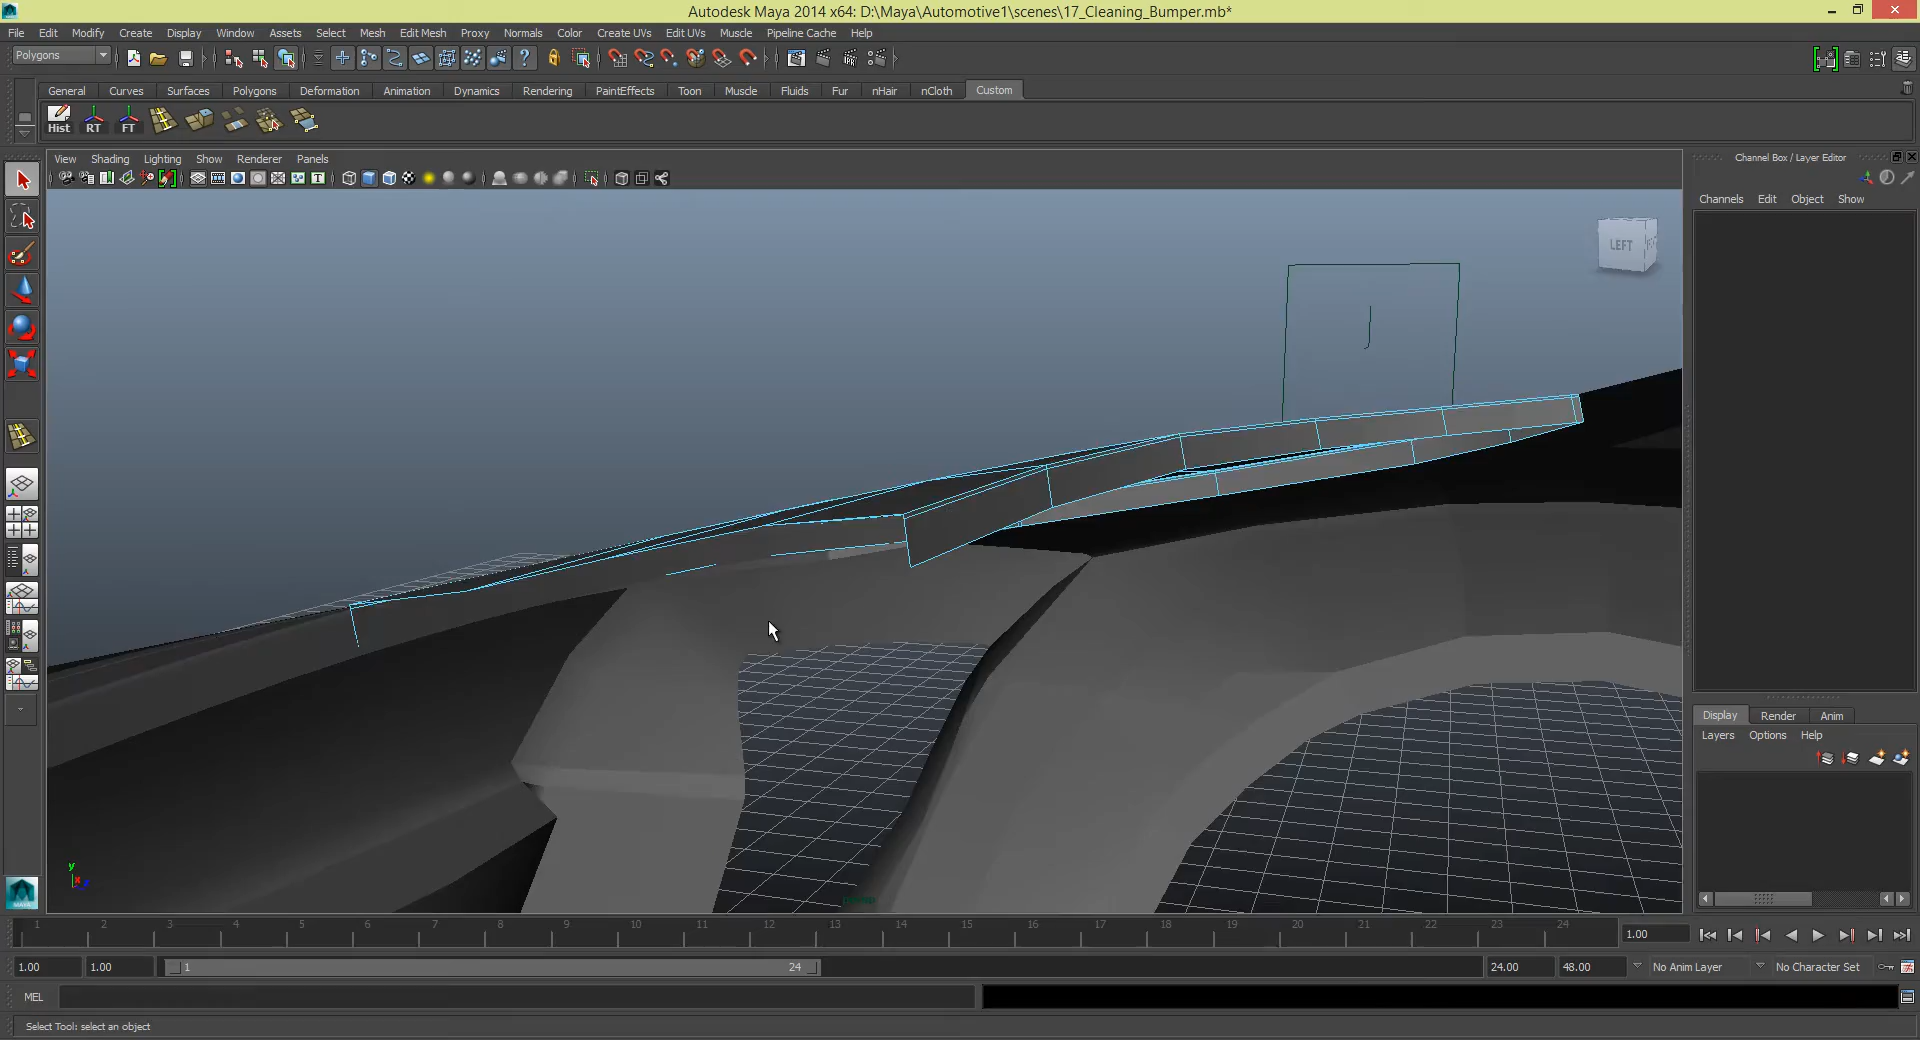 Autodesk Maya 2014 x64: D:\Maya\Automotive1\scenes\17_Cleaning_Bumper.mb*
File Edit Modify Create Display Window Assets Select Mesh Edit Mesh Proxy Normals Color Create UVs Edit UVs Muscle Pipeline Cache Help
Polygons
General Curves Surfaces Polygons Deformation Animation Dynamics Rendering PaintEffects Toon Muscle Fluids Fur nHair nCloth Custom
Hist RT FT
View Shading Lighting Show Renderer Panels
Channel Box / Layer Editor
Channels Edit Object Show
LEFT
Display Render Anim
Layers Options Help
y
x
MAYA
1 2 3 4 5 6 7 8 9 10 11 12 13 14 15 16 17 18 19 20 21 22 23 24
1.00
1.00 1.00 1 24 24.00 48.00 No Anim Layer No Character Set
MEL
Select Tool: select an object